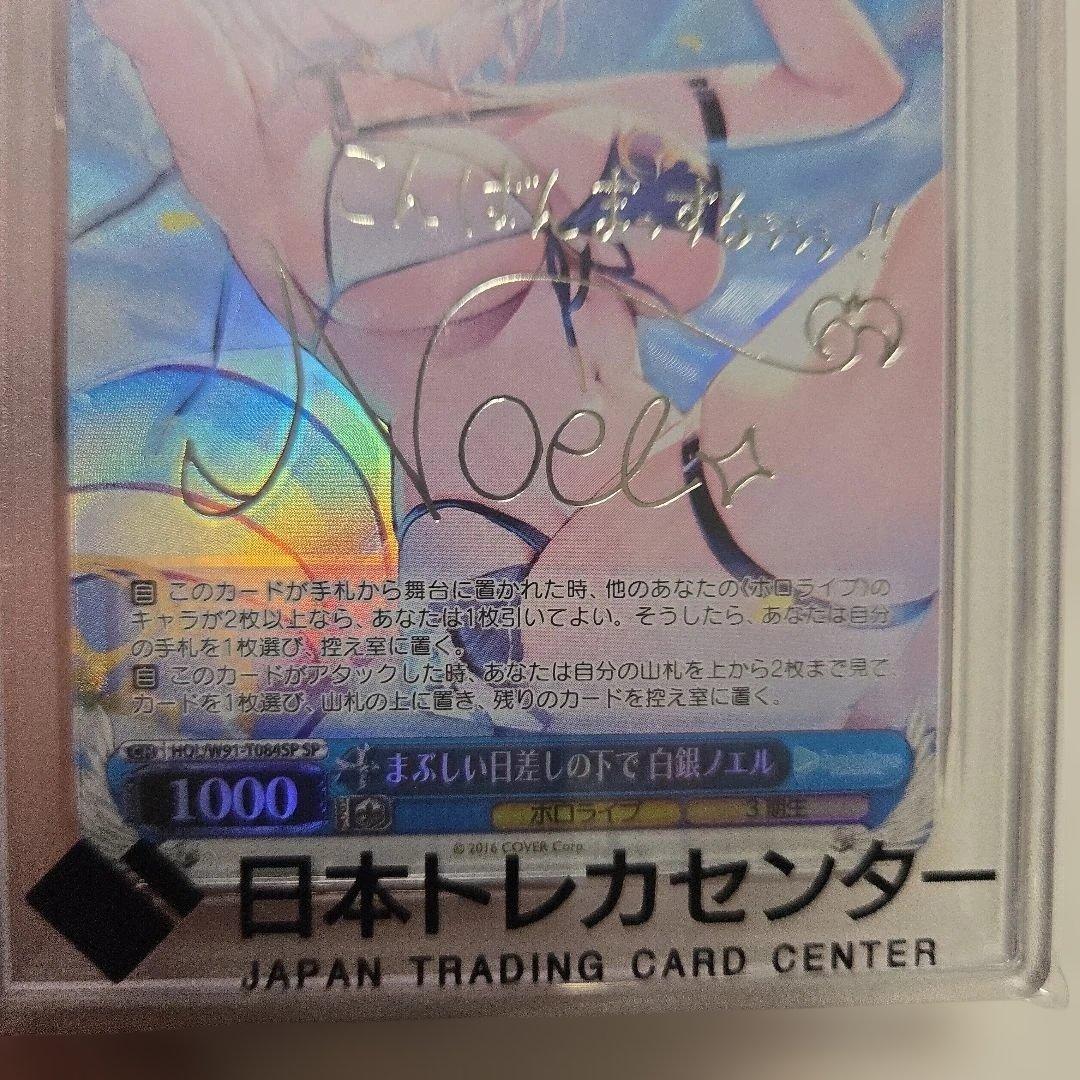 こんばんまっするぅぅぅ!!
Noel
自 このカードが手札から舞台に置かれた時、他のあなたの《ホロライブ》の
キャラが2枚以上なら、あなたは1枚引いてよい。そうしたら、あなたは自分
の手札を1枚選び、控え室に置く。
自 このカードがアタックした時、あなたは自分の山札を上から2枚まで見て、
カードを1枚選び、山札の上に置き、残りのカードを控え室に置く。
HOL/W91-T084SP SP
まぶしい日差しの下で 白銀ノエル
1000
ホロライブ 3期生
© 2016 COVER Corp.
日本トレカセンター
JAPAN TRADING CARD CENTER